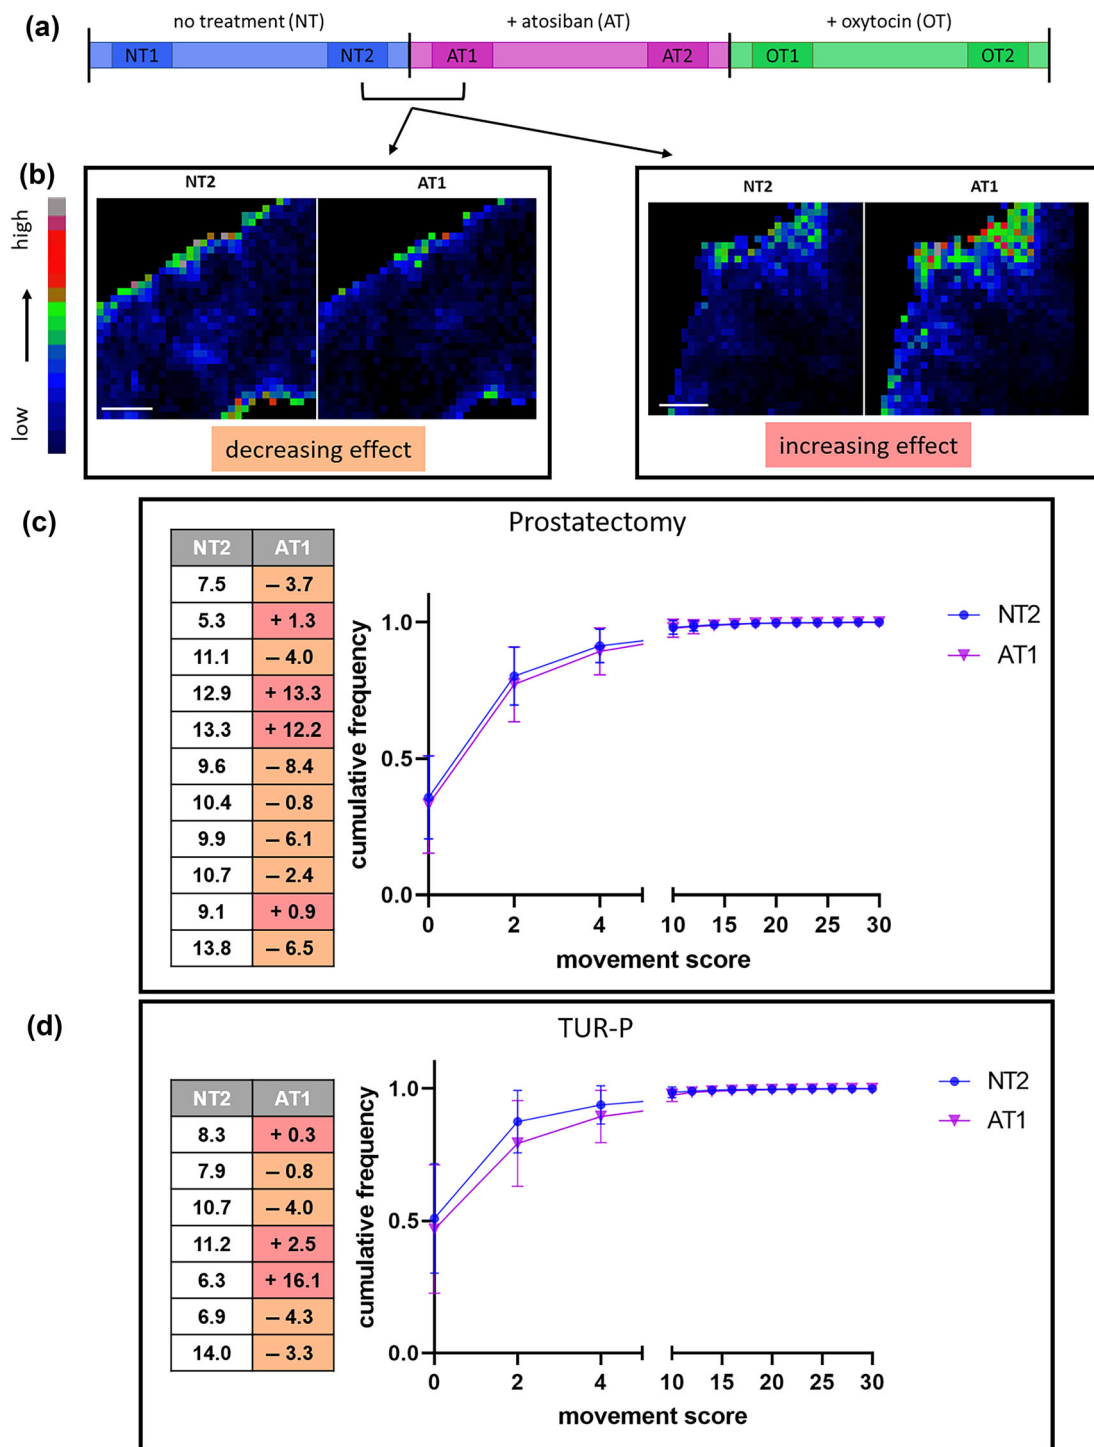 (a)
no treatment (NT) + atosiban (AT) + oxytocin (OT)
NT1 NT2 AT1 AT2 OT1 OT2
(b)
high
low
NT2 AT1
decreasing effect
NT2 AT1
increasing effect
(c)
Prostatectomy
NT2 AT1
7.5 – 3.7
5.3 + 1.3
11.1 – 4.0
12.9 + 13.3
13.3 + 12.2
9.6 – 8.4
10.4 – 0.8
9.9 – 6.1
10.7 – 2.4
9.1 + 0.9
13.8 – 6.5
cumulative frequency
1.0
0.5
0.0
0 2 4 10 15 20 25 30
movement score
NT2
AT1
(d)
TUR-P
NT2 AT1
8.3 + 0.3
7.9 – 0.8
10.7 – 4.0
11.2 + 2.5
6.3 + 16.1
6.9 – 4.3
14.0 – 3.3
cumulative frequency
1.0
0.5
0.0
0 2 4 10 15 20 25 30
movement score
NT2
AT1